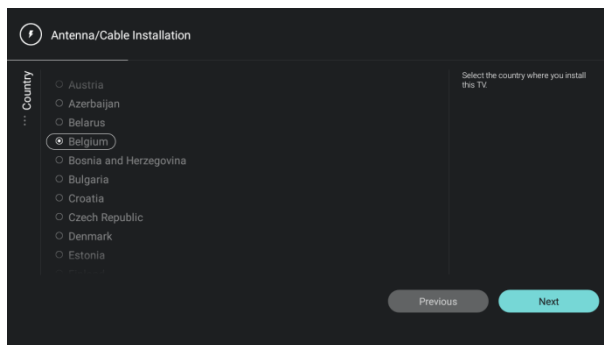 Antenna/Cable Installation
Country
Austria
Azerbaijan
Belarus
Belgium
Bosnia and Herzegovina
Bulgaria
Croatia
Czech Republic
Denmark
Estonia
Select the country where you install
this TV.
Previous
Next